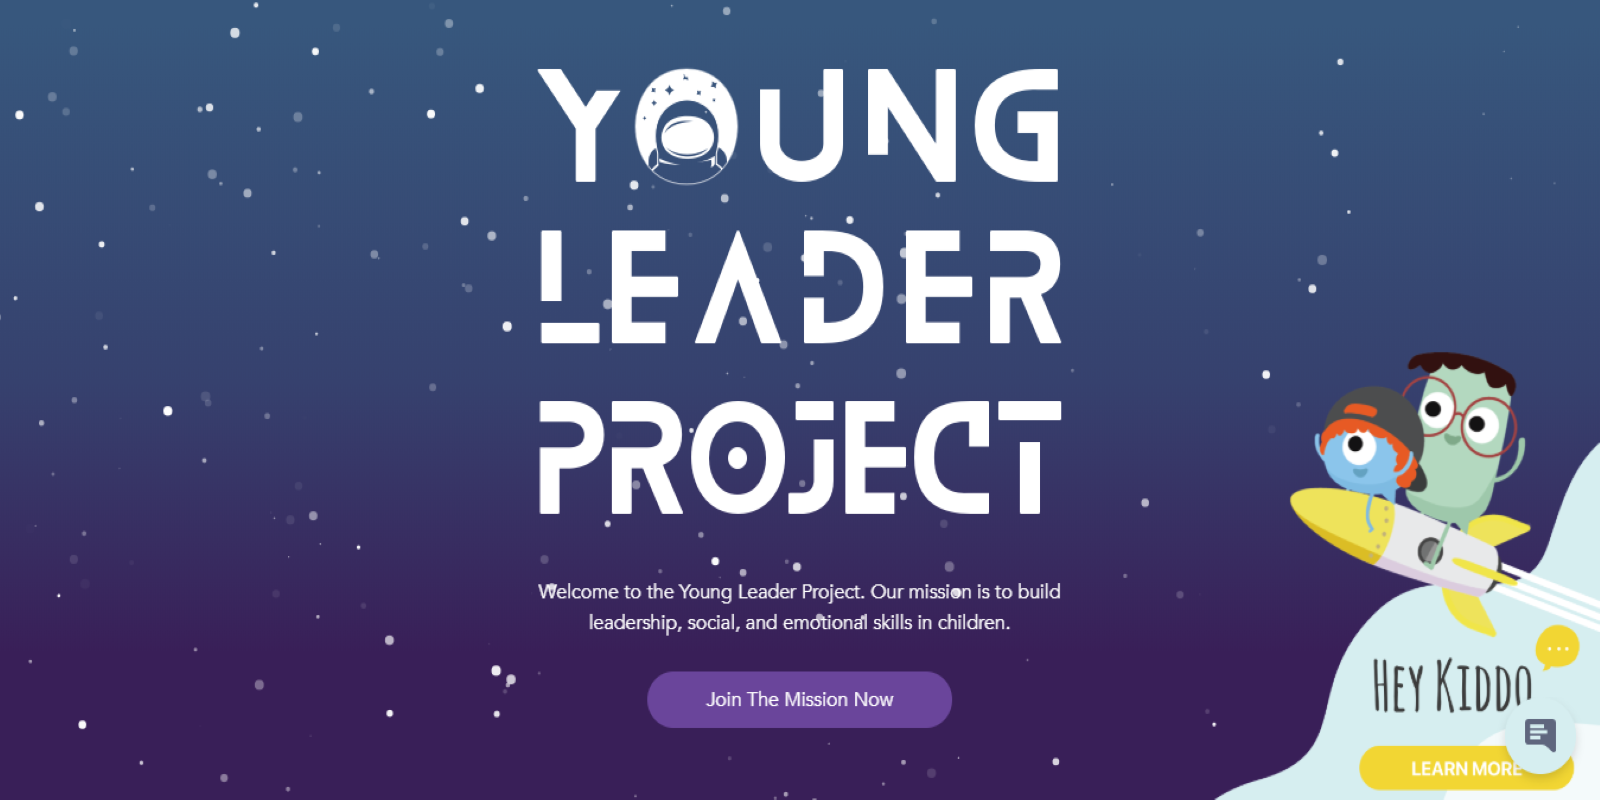 YOUNG
LEADER
PROJECT
Welcome to the Young Leader Project. Our mission is to build
leadership, social, and emotional skills in children.
Join The Mission Now
HEY KIDDO
LEARN MORE